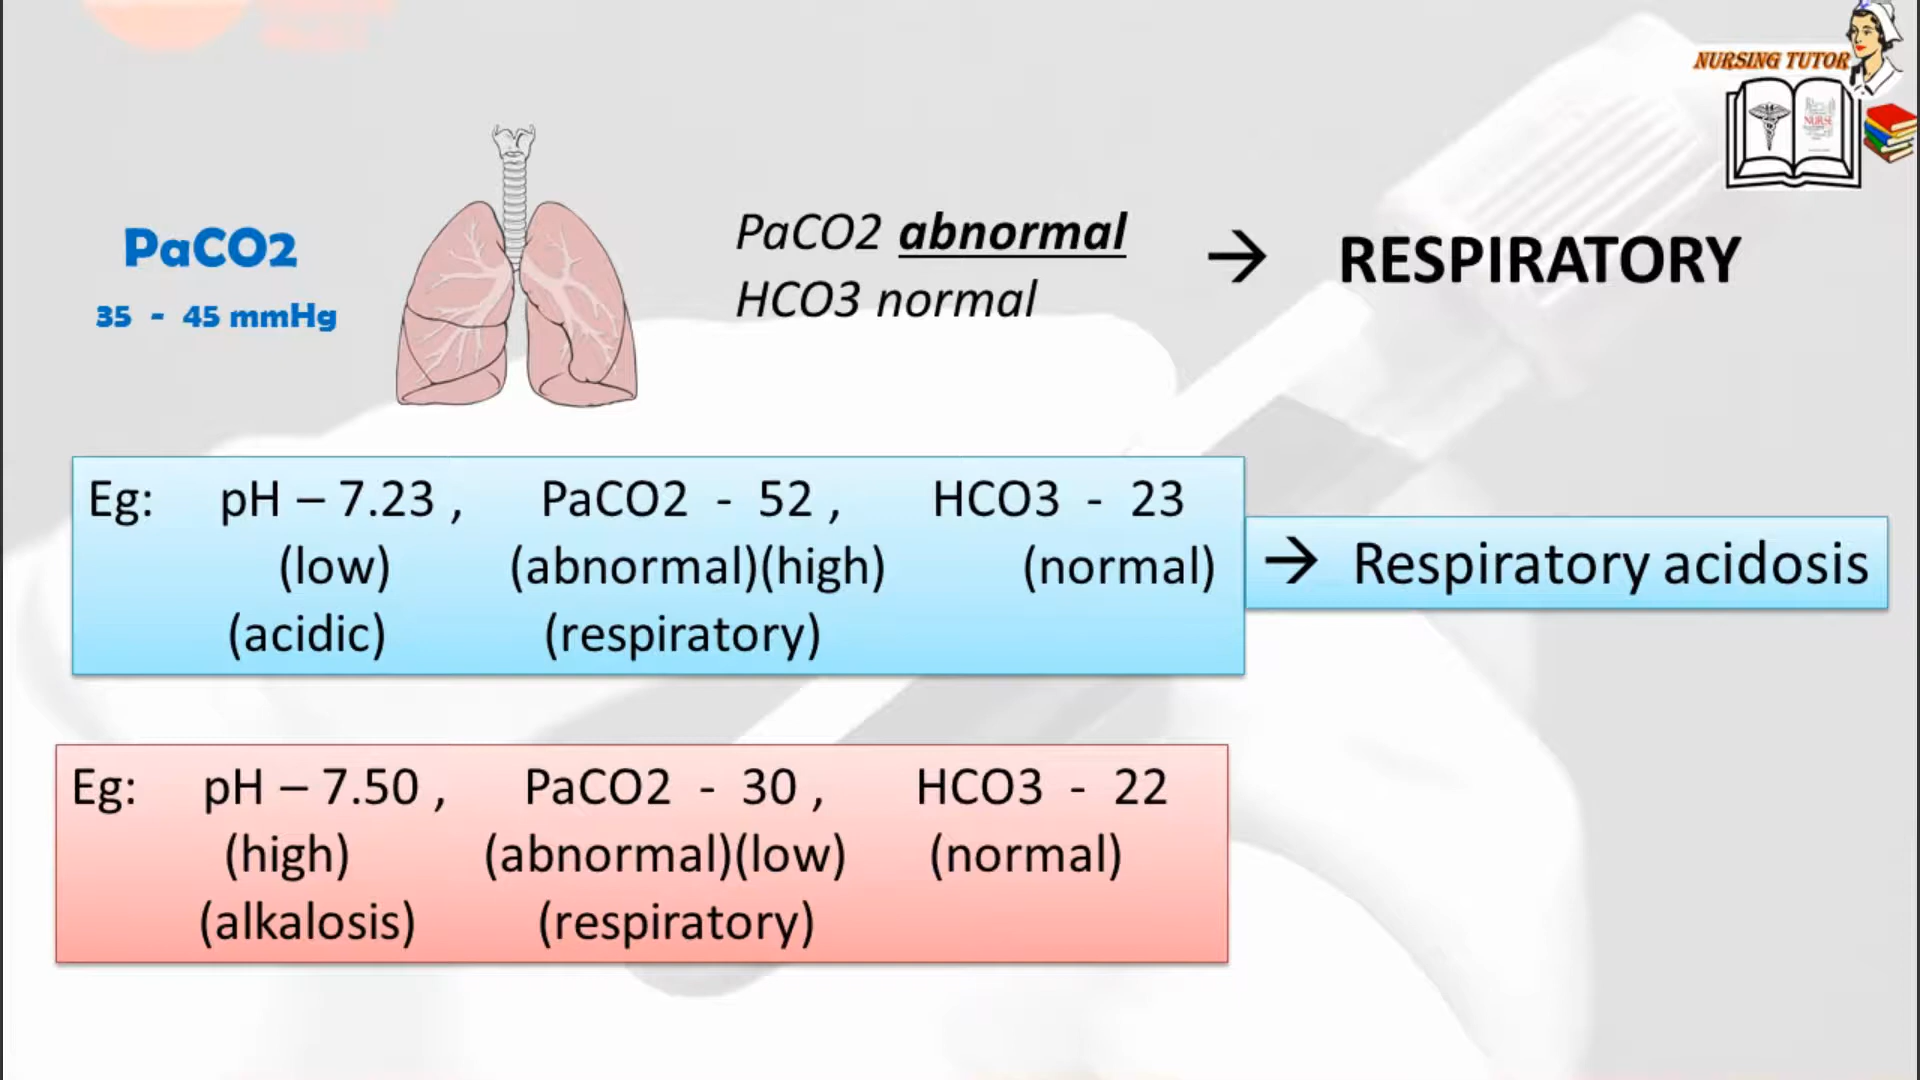 NURSING TUTOR
NURSE
PaCO2
35 - 45 mmHg
PaCO2 abnormal
HCO3 normal
→ RESPIRATORY
Eg: pH – 7.23 , PaCO2 - 52 , HCO3 - 23
(low) (abnormal)(high) (normal)
(acidic) (respiratory)
→ Respiratory acidosis
Eg: pH – 7.50 , PaCO2 - 30 , HCO3 - 22
(high) (abnormal)(low) (normal)
(alkalosis) (respiratory)